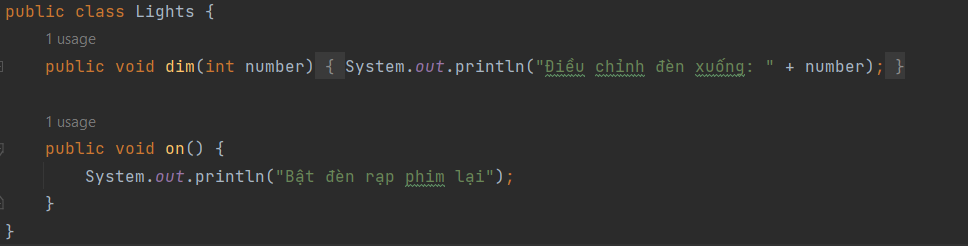 public class Lights {
1 usage
public void dim(int number) { System.out.println("Điều chỉnh đèn xuống: " + number); }
1 usage
public void on() {
System.out.println("Bật đèn rạp phim lại");
}
}